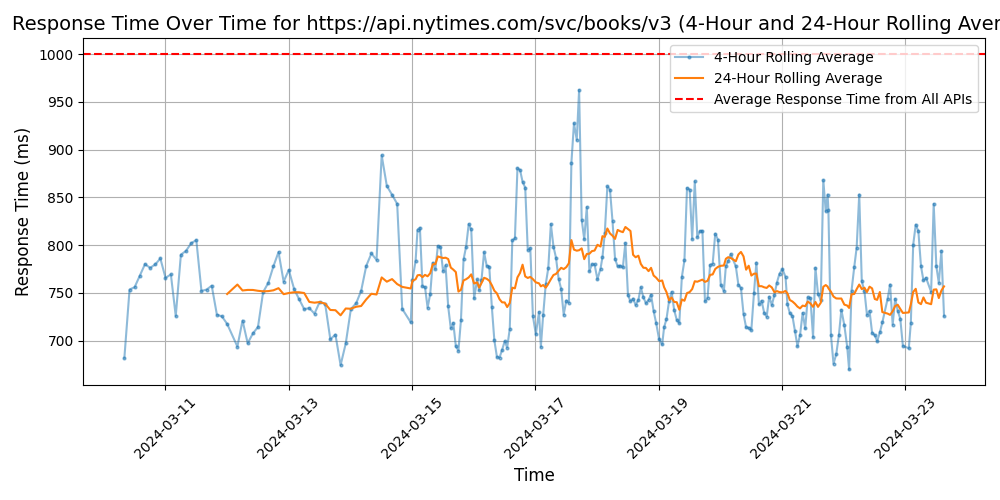 Response Time Over Time for https://api.nytimes.com/svc/books/v3 (4-Hour and 24-Hour Rolling Aver
1000
950
900
850
800
750
700
Response Time (ms)
4-Hour Rolling Average
24-Hour Rolling Average
Average Response Time from All APIs
2024-03-11
2024-03-13
2024-03-15
2024-03-17
2024-03-19
2024-03-21
2024-03-23
Time